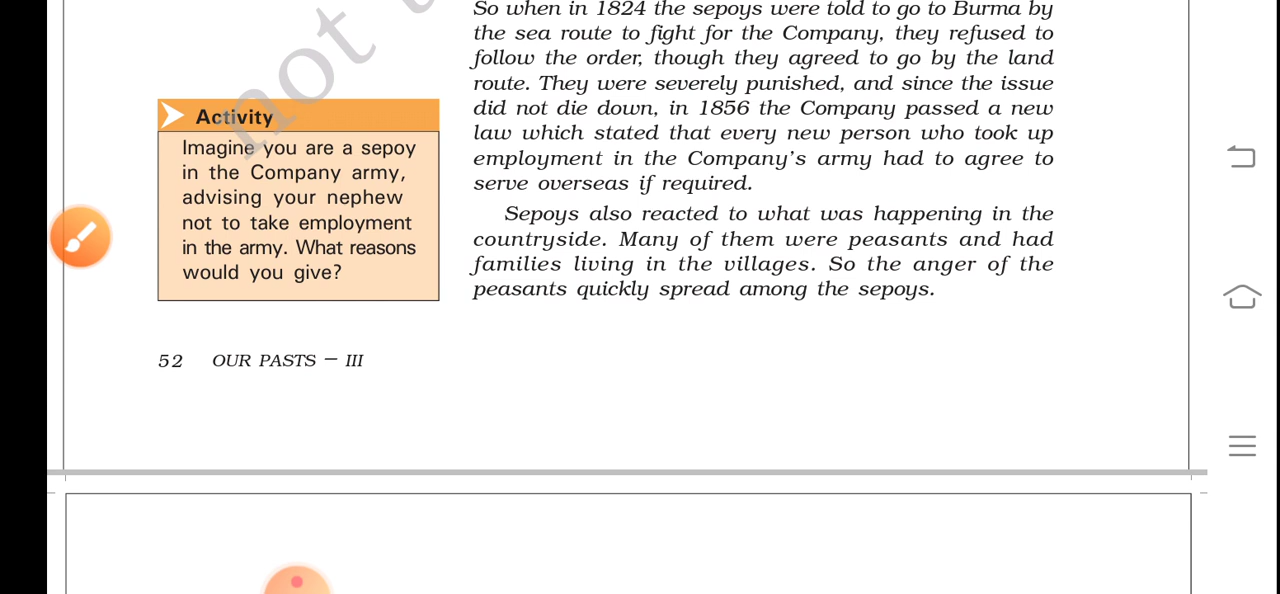 So when in 1824 the sepoys were told to go to Burma by
the sea route to fight for the Company, they refused to
follow the order, though they agreed to go by the land
route. They were severely punished, and since the issue
did not die down, in 1856 the Company passed a new
law which stated that every new person who took up
employment in the Company's army had to agree to
serve overseas if required.
Sepoys also reacted to what was happening in the
countryside. Many of them were peasants and had
families living in the villages. So the anger of the
peasants quickly spread among the sepoys.
not
Activity
Imagine you are a sepoy
in the Company army,
advising your nephew
not to take employment
in the army. What reasons
would you give?
52 OUR PASTS – III